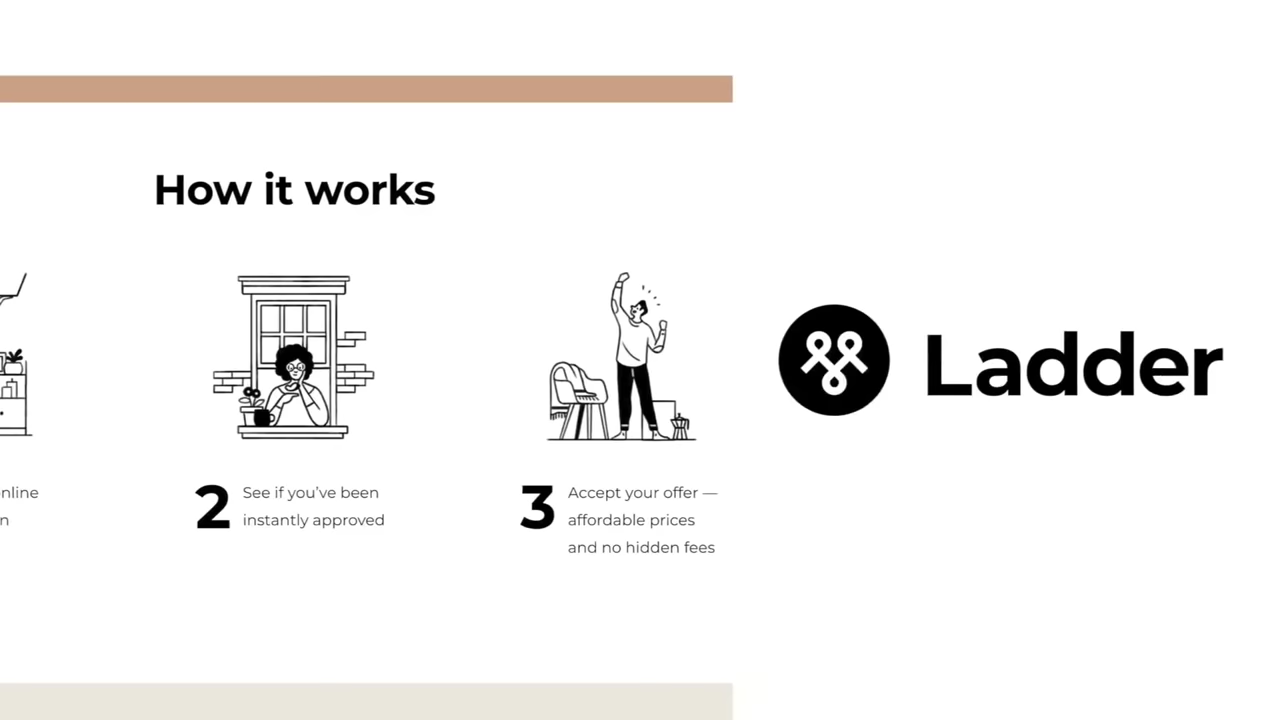 How it works
Ladder
nline
n
2 See if you’ve been
instantly approved
3 Accept your offer —
affordable prices
and no hidden fees